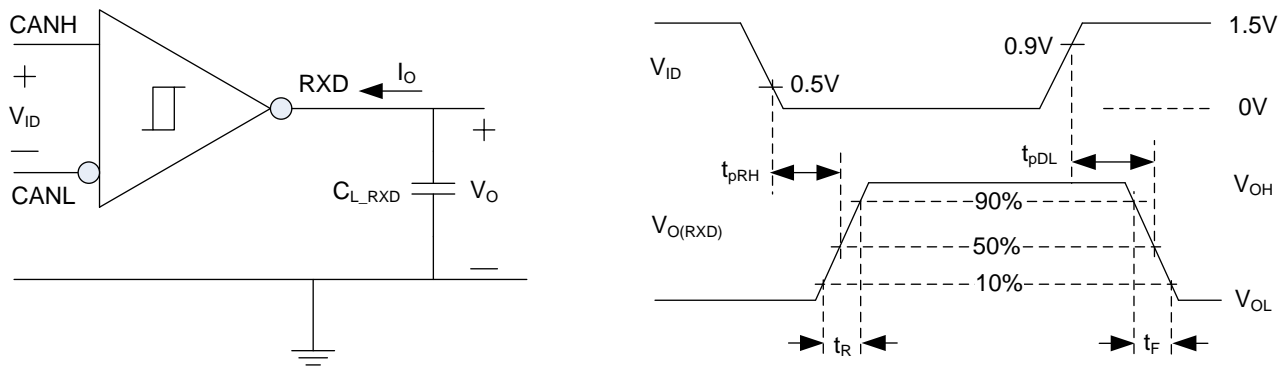 CANH
+
V_ID
—
CANL
RXD
I_O
C_L_RXD
+
V_O
—
V_ID
0.5V
0.9V
1.5V
0V
t_pRH
t_pDL
V_O(RXD)
90%
50%
10%
V_OH
V_OL
t_R
t_F